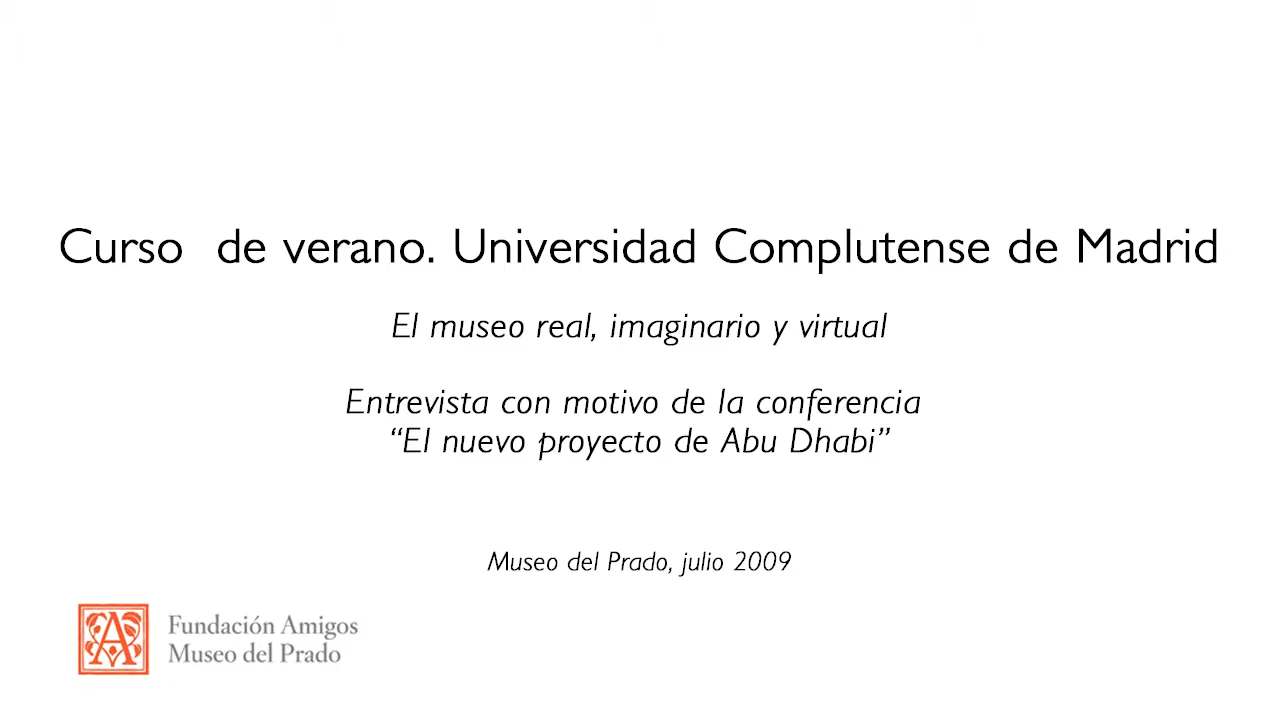 Curso de verano. Universidad Complutense de Madrid
El museo real, imaginario y virtual
Entrevista con motivo de la conferencia
“El nuevo proyecto de Abu Dhabi”
Museo del Prado, julio 2009
A
Fundación Amigos
Museo del Prado